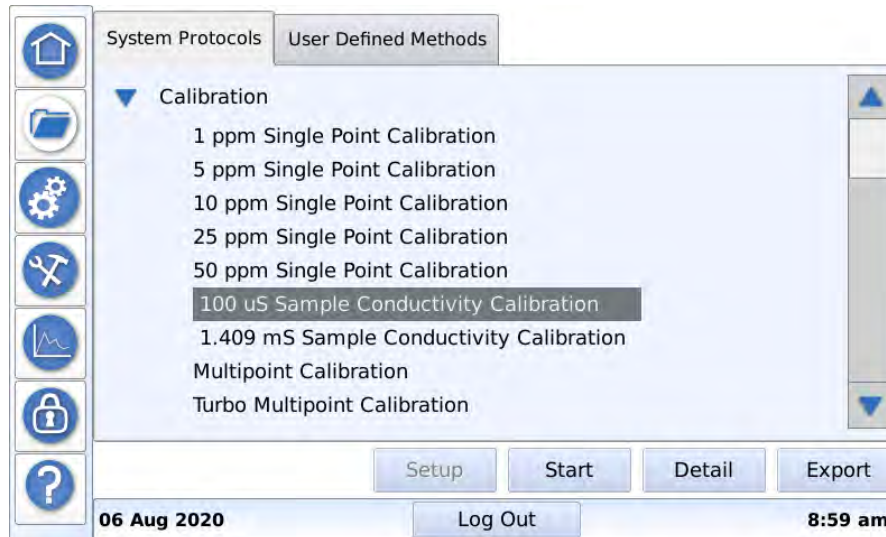 System Protocols
User Defined Methods
Calibration
1 ppm Single Point Calibration
5 ppm Single Point Calibration
10 ppm Single Point Calibration
25 ppm Single Point Calibration
50 ppm Single Point Calibration
100 uS Sample Conductivity Calibration
1.409 mS Sample Conductivity Calibration
Multipoint Calibration
Turbo Multipoint Calibration
Setup
Start
Detail
Export
?
06 Aug 2020
Log Out
8:59 am